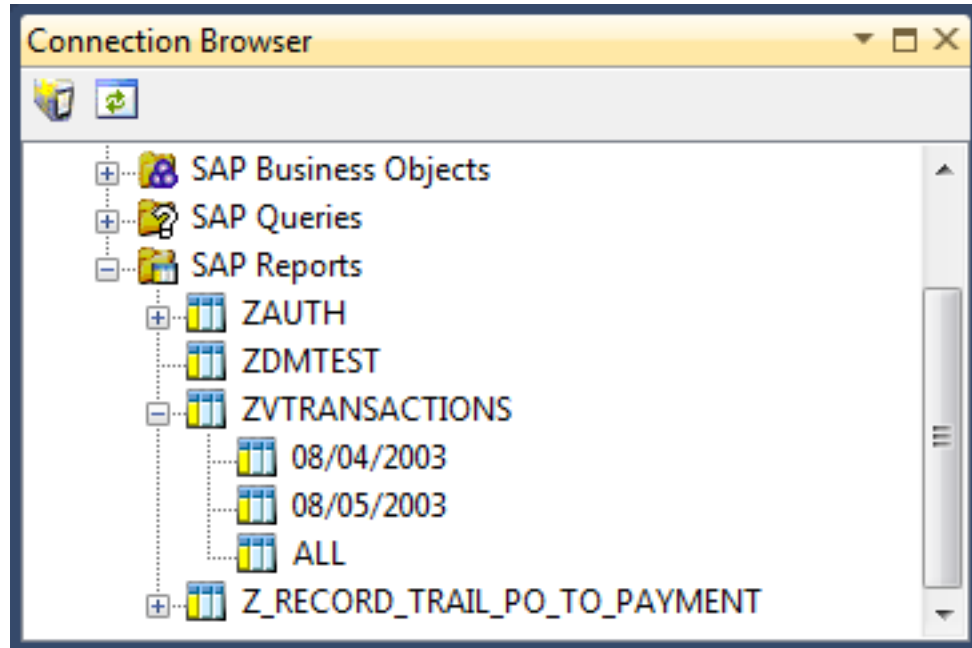 Connection Browser
SAP Business Objects
SAP Queries
SAP Reports
ZAUTH
ZDMTEST
ZVTRANSACTIONS
08/04/2003
08/05/2003
ALL
Z_RECORD_TRAIL_PO_TO_PAYMENT